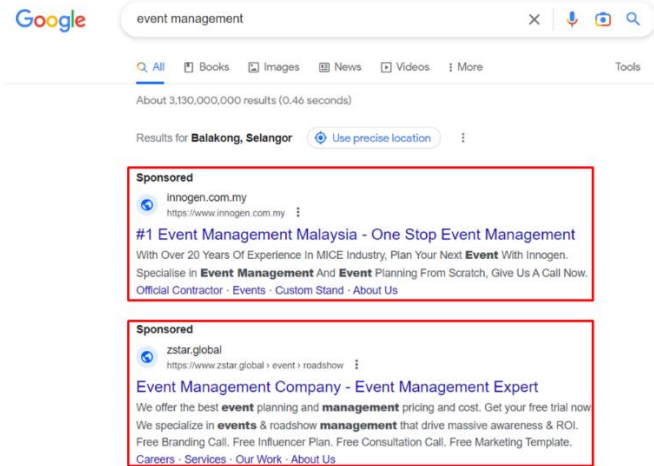 Google
event management
All Books Images News Videos More Tools
About 3,130,000,000 results (0.46 seconds)
Results for Balakong, Selangor Use precise location
Sponsored
innogen.com.my
https://www.innogen.com.my
#1 Event Management Malaysia - One Stop Event Management
With Over 20 Years Of Experience In MICE Industry, Plan Your Next Event With Innogen.
Specialise in Event Management And Event Planning From Scratch, Give Us A Call Now.
Official Contractor · Events · Custom Stand · About Us
Sponsored
zstar.global
https://www.zstar.global › event › roadshow
Event Management Company - Event Management Expert
We offer the best event planning and management pricing and cost. Get your free trial now
We specialize in events & roadshow management that drive massive awareness & ROI.
Free Branding Call. Free Influencer Plan. Free Consultation Call. Free Marketing Template.
Careers · Services · Our Work · About Us